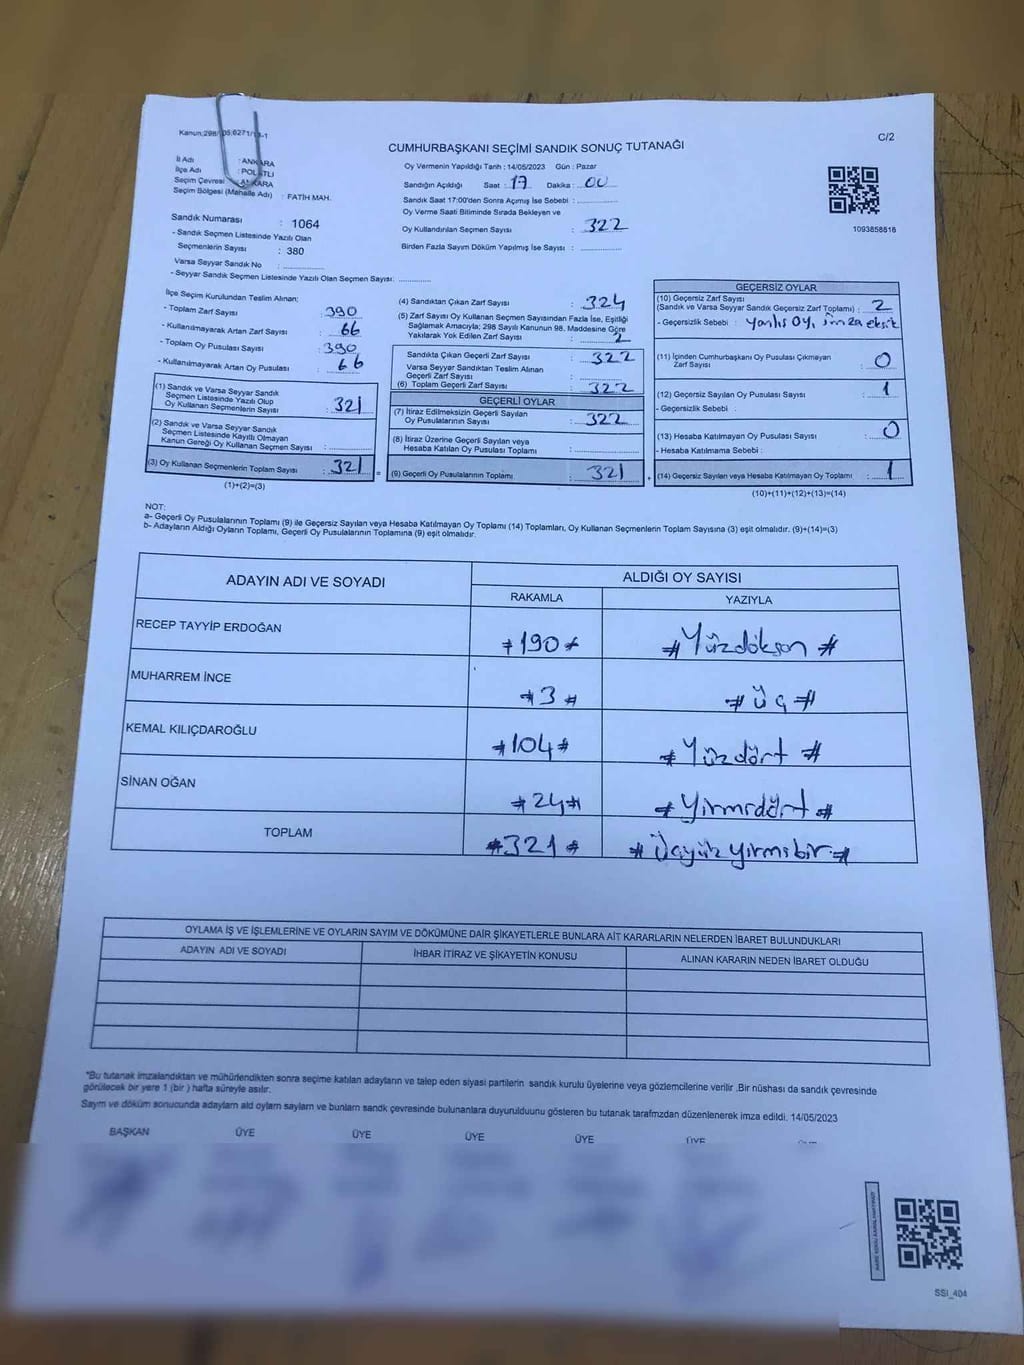 C/2
CUMHURBAŞKANI SEÇİMİ SANDIK SONUÇ TUTANAĞI
İl Adı : ANKARA
İlçe Adı : POLATLI
Seçim Çevresi : ANKARA
Seçim Bölgesi (Mahalle Adı) : FATİH MAH.
Sandık Numarası : 1064
- Sandık Seçmen Listesinde Yazılı Olan
Seçmenlerin Sayısı : 380
Varsa Seyyar Sandık No : ..............
- Seyyar Sandık Seçmen Listesinde Yazılı Olan Seçmen Sayısı: ............
Oy Vermenin Yapıldığı Tarih : 14/05/2023 Gün : Pazar
Sandığın Açıldığı Saat : 17 Dakika : 00
Sandık Saat 17:00'den Sonra Açımış İse Sebebi : ..............
Oy Verme Saati Bitiminde Sırada Bekleyen ve
Oy Kullandırılan Seçmen Sayısı : 322
Birden Fazla Sayım Döküm Yapılmış İse Sayısı : ..............
1093858816
İlçe Seçim Kurulundan Teslim Alınan:
- Toplam Zarf Sayısı : 390
- Kullanılmayarak Artan Zarf Sayısı : 66
- Toplam Oy Pusulası Sayısı : 390
- Kullanılmayarak Artan Oy Pusulası : 66
(1) Sandık ve Varsa Seyyar Sandık
Seçmen Listesinde Yazılı Olup
Oy Kullanan Seçmenlerin Sayısı : 321
(2) Sandık ve Varsa Seyyar Sandık
Seçmen Listesinde Kayıtlı Olmayan
Kanun Gereği Oy Kullanan Seçmen Sayısı : ..............
(3) Oy Kullanan Seçmenlerin Toplam Sayısı : 321
(1)+(2)=(3)
(4) Sandıktan Çıkan Zarf Sayısı : 324
(5) Zarf Sayısı Oy Kullanan Seçmen Sayısından Fazla İse, Eşitliği
Sağlamak Amacıyla; 298 Sayılı Kanunun 98. Maddesine Göre
Yakılarak Yok Edilen Zarf Sayısı : 2
Sandıkta Çıkan Geçerli Zarf Sayısı : 322
Varsa Seyyar Sandıktan Teslim Alınan
Geçerli Zarf Sayısı : ..............
(6) Toplam Geçerli Zarf Sayısı : 322
GEÇERLİ OYLAR
(7) İtiraz Edilmeksizin Geçerli Sayılan
Oy Pusulalarının Sayısı : 322
(8) İtiraz Üzerine Geçerli Sayılan veya
Hesaba Katılan Oy Pusulası Toplamı : ..............
(9) Geçerli Oy Pusulalarının Toplamı : 321
GEÇERSİZ OYLAR
(10) Geçersiz Zarf Sayısı
(Sandık ve Varsa Seyyar Sandık Geçersiz Zarf Toplamı) : 2
- Geçersizlik Sebebi : yanlış oy, imza eksik
(11) İçinden Cumhurbaşkanı Oy Pusulası Çıkmayan
Zarf Sayısı : 0
(12) Geçersiz Sayılan Oy Pusulası Sayısı : 1
- Geçersizlik Sebebi :
(13) Hesaba Katılmayan Oy Pusulası Sayısı : 0
- Hesaba Katılmama Sebebi :
(14) Geçersiz Sayılan veya Hesaba Katılmayan Oy Toplamı : 1
(10)+(11)+(12)+(13)=(14)
NOT:
a- Geçerli Oy Pusulalarının Toplamı (9) ile Geçersiz Sayılan veya Hesaba Katılmayan Oy Toplamı (14) Toplamları, Oy Kullanan Seçmenlerin Toplam Sayısına (3) eşit olmalıdır. (9)+(14)=(3)
b- Adayların Aldığı Oyların Toplamı, Geçerli Oy Pusulalarının Toplamına (9) eşit olmalıdır.
ADAYIN ADI VE SOYADI ALDIĞI OY SAYISI
RAKAMLA YAZIYLA
RECEP TAYYİP ERDOĞAN #190# #Yüzdoksan#
MUHARREM İNCE #3# #üç#
KEMAL KILIÇDAROĞLU #104# #Yüzdört#
SİNAN OĞAN #24# #Yirmidört#
TOPLAM #321# #Üçyüz yirmibir#
OYLAMA İŞ VE İŞLEMLERİNE VE OYLARIN SAYIM VE DÖKÜMÜNE DAİR ŞİKAYETLERLE BUNLARA AİT KARARLARIN NELERDEN İBARET BULUNDUKLARI
ADAYIN ADI VE SOYADI İHBAR İTİRAZ VE ŞİKAYETİN KONUSU ALINAN KARARIN NEDEN İBARET OLDUĞU
*Bu tutanak imzalandıktan ve mühürlendikten sonra seçime katılan adayların ve talep eden siyasi partilerin sandık kurulu üyelerine veya gözlemcilerine verilir .Bir nüshası da sandık çevresinde
görülecek bir yere 1 (bir ) hafta süreyle asılır.
Sayım ve döküm sonucunda adayların ald oyların sayların ve bunların sandk çevresinde bulunanlara duyurulduunu gösteren bu tutanak tarafmzdan düzenlenerek imza edildi. 14/05/2023
BAŞKAN ÜYE ÜYE ÜYE ÜYE ÜYE
SSI_404